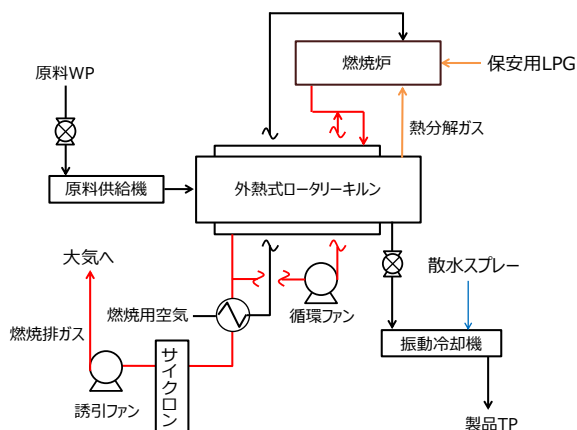 燃焼炉
保安用LPG
原料WP
熱分解ガス
原料供給機
外熱式ロータリーキルン
大気へ
散水スプレー
燃焼用空気
循環ファン
燃焼排ガス
サイクロン
振動冷却機
誘引ファン
製品TP